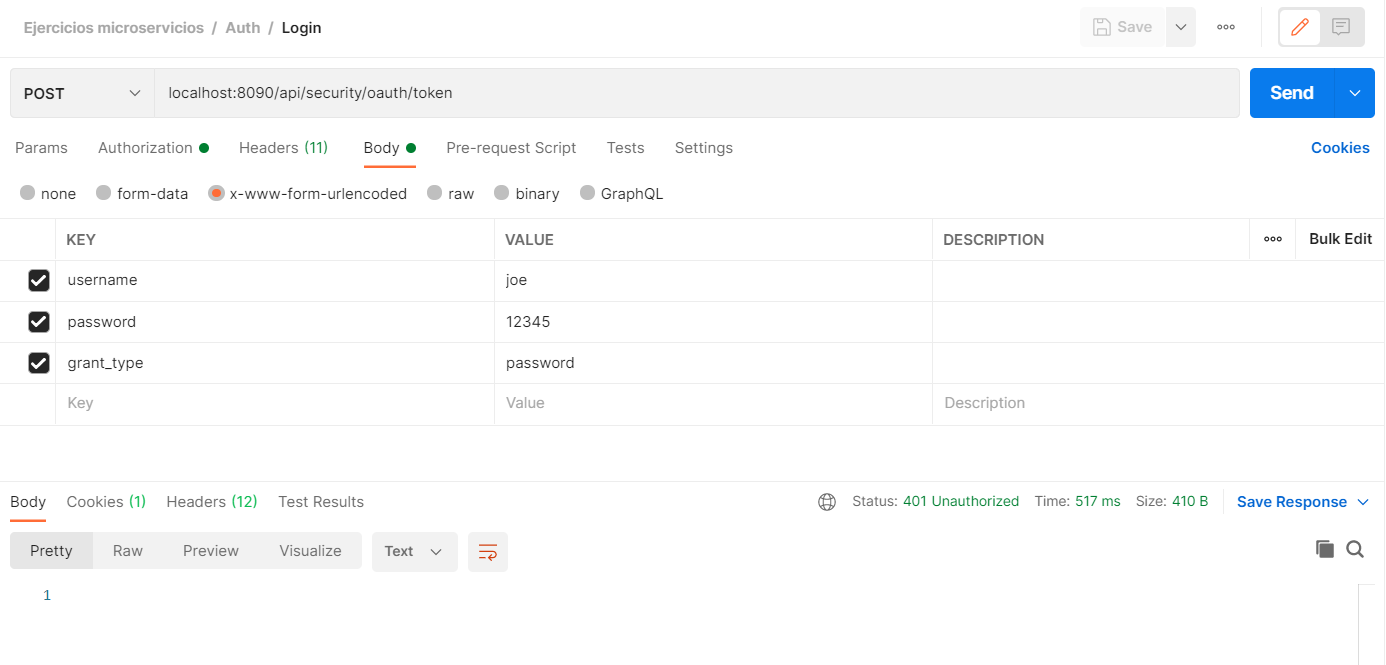 Ejercicios microservicios / Auth / Login Save ooo
POST localhost:8090/api/security/oauth/token Send
Params Authorization Headers (11) Body Pre-request Script Tests Settings Cookies
none form-data x-www-form-urlencoded raw binary GraphQL
KEY VALUE DESCRIPTION ooo Bulk Edit
username joe
password 12345
grant_type password
Key Value Description
Body Cookies (1) Headers (12) Test Results Status: 401 Unauthorized Time: 517 ms Size: 410 B Save Response
Pretty Raw Preview Visualize Text
1